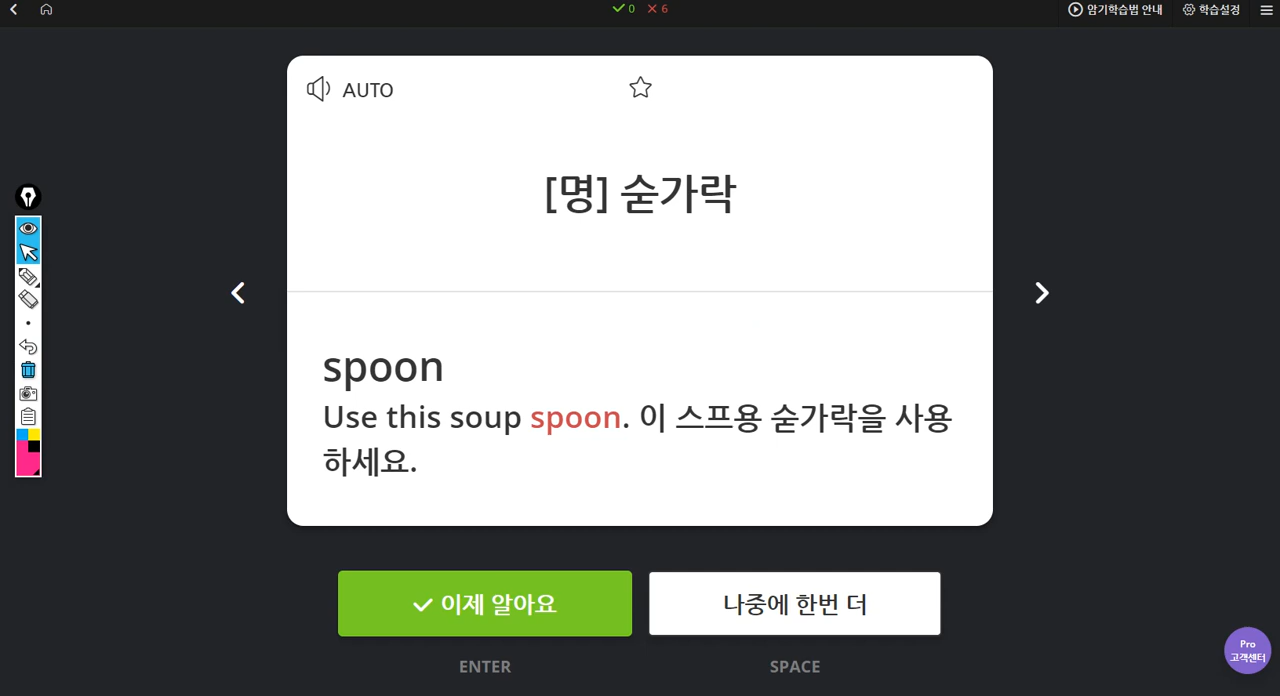 0 6 암기학습법 안내 학습설정
AUTO
[명] 숟가락
spoon
Use this soup spoon. 이 스프용 숟가락을 사용
하세요.
이제 알아요 나중에 한번 더
ENTER SPACE
Pro
고객센터